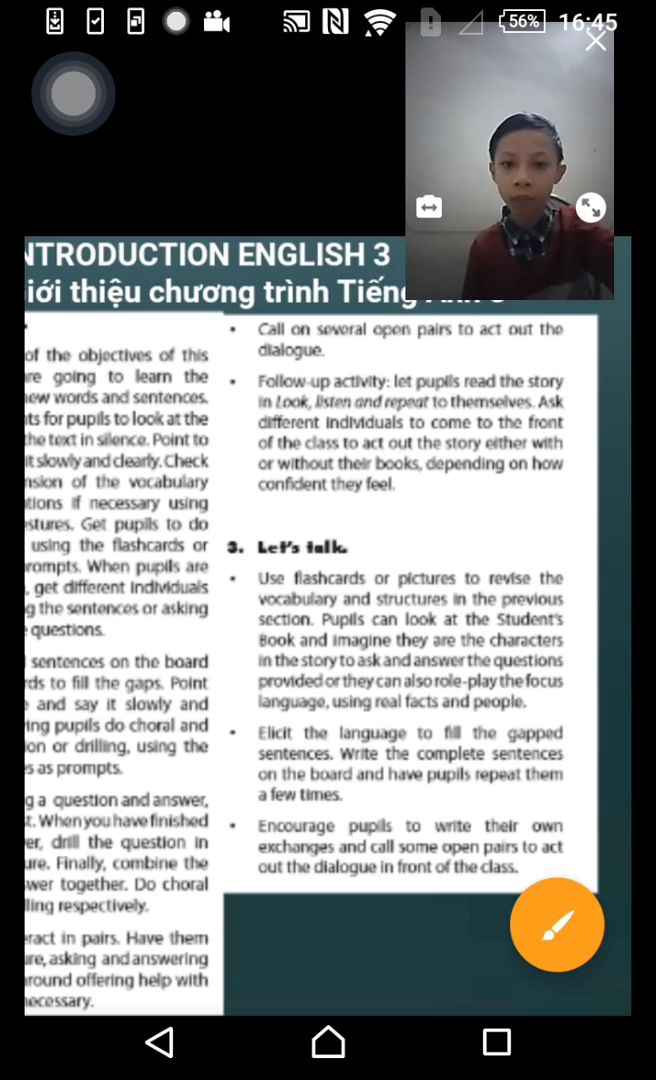 56% 16:45
NTRODUCTION ENGLISH 3
iới thiệu chương trình Tiếng
of the objectives of this
re going to learn the
ew words and sentences.
ts for pupils to look at the
the text in silence. Point to
it slowly and clearly. Check
nsion of the vocabulary
tions if necessary using
stures. Get pupils to do
using the flashcards or
rompts. When pupils are
, get different individuals
g the sentences or asking
questions.
sentences on the board
rds to fill the gaps. Point
and say it slowly and
ing pupils do choral and
ion or drilling, using the
s as prompts.
g a question and answer,
t. When you have finished
er, drill the question in
ure. Finally, combine the
wer together. Do choral
lling respectively.
ract in pairs. Have them
ure, asking and answering
round offering help with
necessary.
• Call on several open pairs to act out the
dialogue.
• Follow-up activity: let pupils read the story
in Look, listen and repeat to themselves. Ask
different individuals to come to the front
of the class to act out the story either with
or without their books, depending on how
confident they feel.
3. Let's talk.
• Use flashcards or pictures to revise the
vocabulary and structures in the previous
section. Pupils can look at the Student's
Book and imagine they are the characters
in the story to ask and answer the questions
provided or they can also role-play the focus
language, using real facts and people.
• Elicit the language to fill the gapped
sentences. Write the complete sentences
on the board and have pupils repeat them
a few times.
• Encourage pupils to write their own
exchanges and call some open pairs to act
out the dialogue in front of the class.